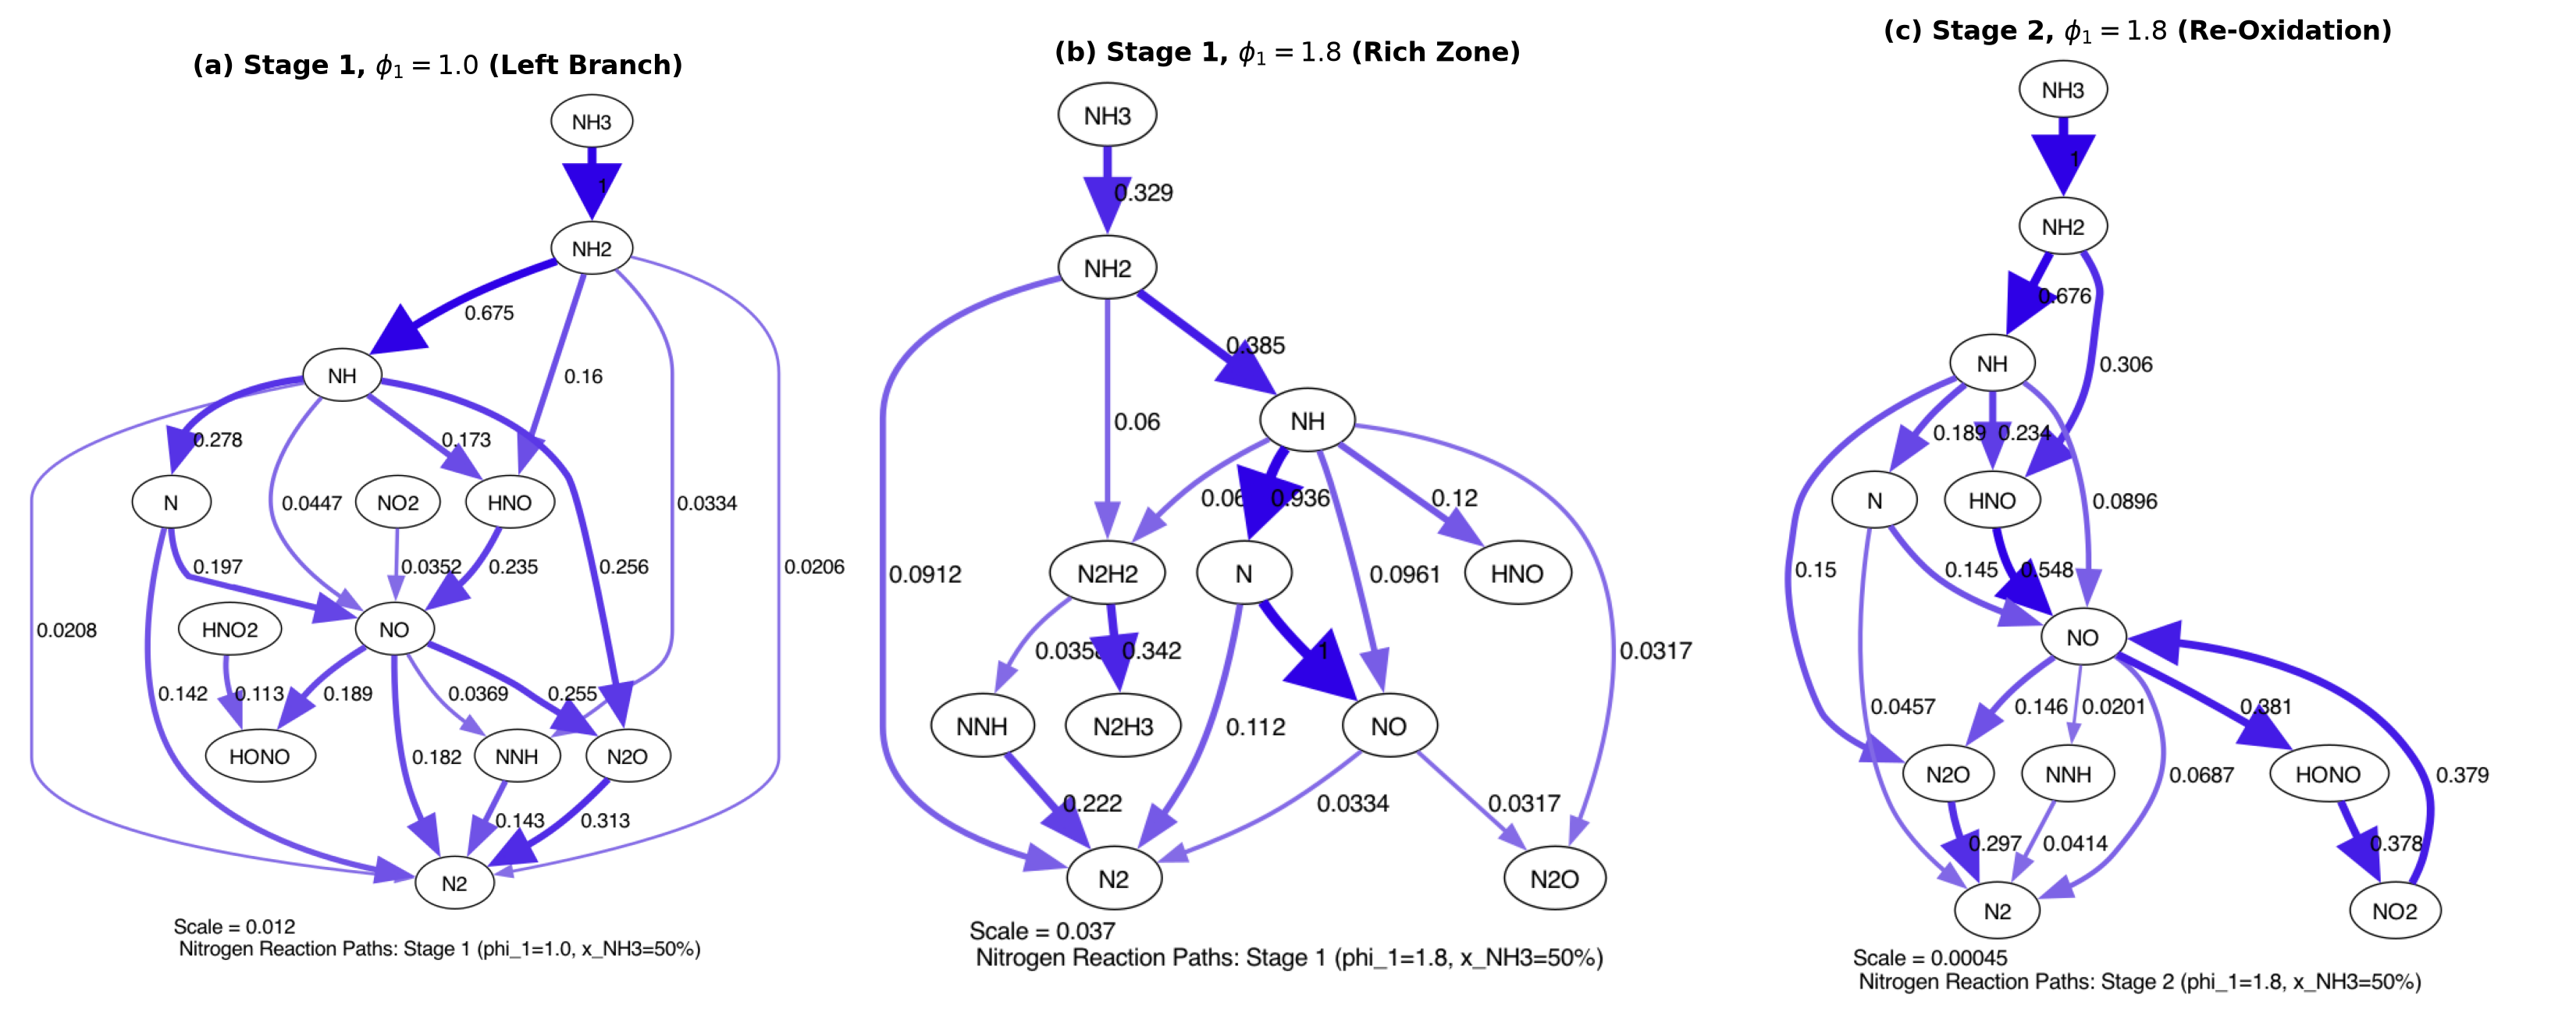 (a) Stage 1, ϕ₁ = 1.0 (Left Branch)
NH3
1
NH2
0.675
NH
0.16
0.278
0.173
N
0.0447
NO2
HNO
0.0334
0.197
0.0352
0.235
0.256
0.0206
0.0208
HNO2
NO
0.142
0.113
0.189
0.0369
0.255
HONO
0.182
NNH
N2O
0.143
0.313
N2
Scale = 0.012
Nitrogen Reaction Paths: Stage 1 (phi_1=1.0, x_NH3=50%)
(b) Stage 1, ϕ₁ = 1.8 (Rich Zone)
NH3
0.329
NH2
0.385
0.06
NH
0.936
0.12
0.0912
N2H2
N
0.0961
HNO
0.342
1
0.0317
NNH
N2H3
0.112
NO
0.222
0.0334
0.0317
N2
N2O
Scale = 0.037
Nitrogen Reaction Paths: Stage 1 (phi_1=1.8, x_NH3=50%)
(c) Stage 2, ϕ₁ = 1.8 (Re-Oxidation)
NH3
1
NH2
0.676
NH
0.306
0.189
0.234
N
HNO
0.0896
0.15
0.145
0.548
NO
0.0457
0.146
0.0201
0.381
N2O
NNH
0.0687
HONO
0.379
0.297
0.0414
0.378
N2
NO2
Scale = 0.00045
Nitrogen Reaction Paths: Stage 2 (phi_1=1.8, x_NH3=50%)